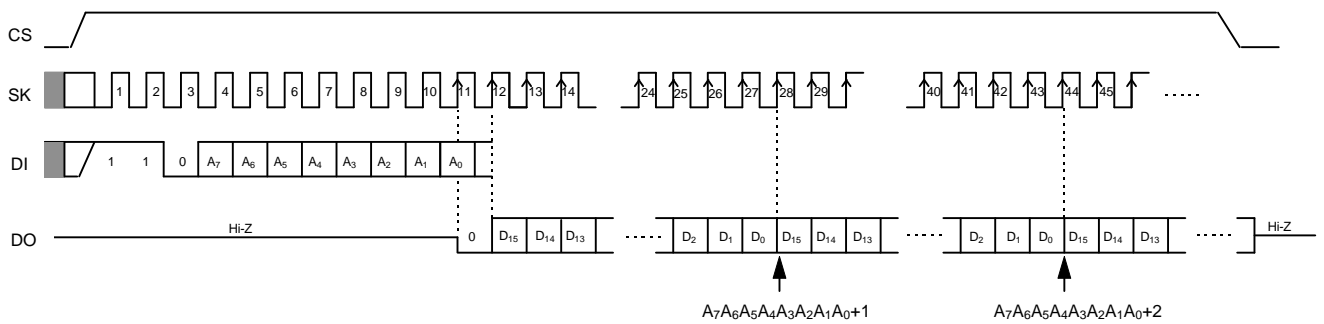 CS
SK 1 2 3 4 5 6 7 8 9 10 11 12 13 14 24 25 26 27 28 29 40 41 42 43 44 45
DI 1 1 0 A₇ A₆ A₅ A₄ A₃ A₂ A₁ A₀
DO Hi-Z 0 D₁₅ D₁₄ D₁₃ D₂ D₁ D₀ D₁₅ D₁₄ D₁₃ D₂ D₁ D₀ D₁₅ D₁₄ D₁₃ Hi-Z
A₇A₆A₅A₄A₃A₂A₁A₀+1 A₇A₆A₅A₄A₃A₂A₁A₀+2